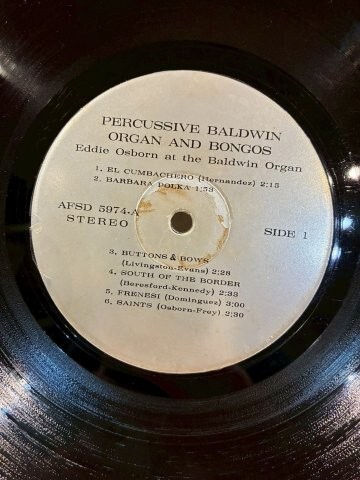 PERCUSSIVE BALDWIN
ORGAN AND BONGOS
Eddie Osborn at the Baldwin Organ
1. EL CUMBACHERO (Hernandez) 2:15
2. BARBARA POLKA 1:53
AFSD 5974-A
STEREO
SIDE 1
3. BUTTONS & BOWS
(Livingston-Evans) 2:28
4. SOUTH OF THE BORDER
(Beresford-Kennedy) 2:33
5. FRENESI (Dominguez) 3:00
6. SAINTS (Osborn-Frey) 2:30